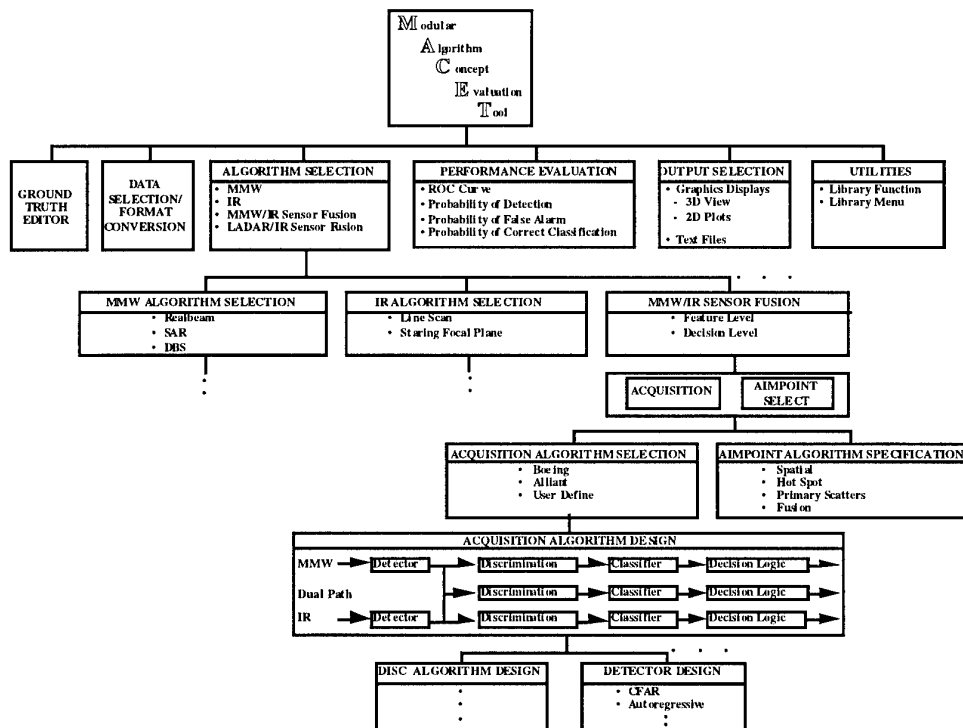 Modular
Algorithm
Concept
Evaluation
Tool
GROUND
TRUTH
EDITOR
DATA
SELECTION/
FORMAT
CONVERSION
ALGORITHM SELECTION
• MMW
• IR
• MMW/IR Sensor Fusion
• LADAR/IR Sensor Fusion
PERFORMANCE EVALUATION
• ROC Curve
• Probability of Detection
• Probability of False Alarm
• Probability of Correct Classification
OUTPUT SELECTION
• Graphics Displays
- 3D View
- 2D Plots
• Text Files
UTILITIES
• Library Function
• Library Menu
. . . .
MMW ALGORITHM SELECTION
• Realbeam
• SAR
• DBS
IR ALGORITHM SELECTION
• Line Scan
• Staring Focal Plane
MMW/IR SENSOR FUSION
• Feature Level
• Decision Level
ACQUISITION
AIMPOINT
SELECT
ACQUISITION ALGORITHM SELECTION
• Boeing
• Alliant
• User Define
AIMPOINT ALGORITHM SPECIFICATION
• Spatial
• Hot Spot
• Primary Scatters
• Fusion
ACQUISITION ALGORITHM DESIGN
MMW Detector Discrimination Classifier Decision Logic
Dual Path Discrimination Classifier Decision Logic
IR Detector Discrimination Classifier Decision Logic
. . .
DISC ALGORITHM DESIGN
DETECTOR DESIGN
• CFAR
• Autoregressive